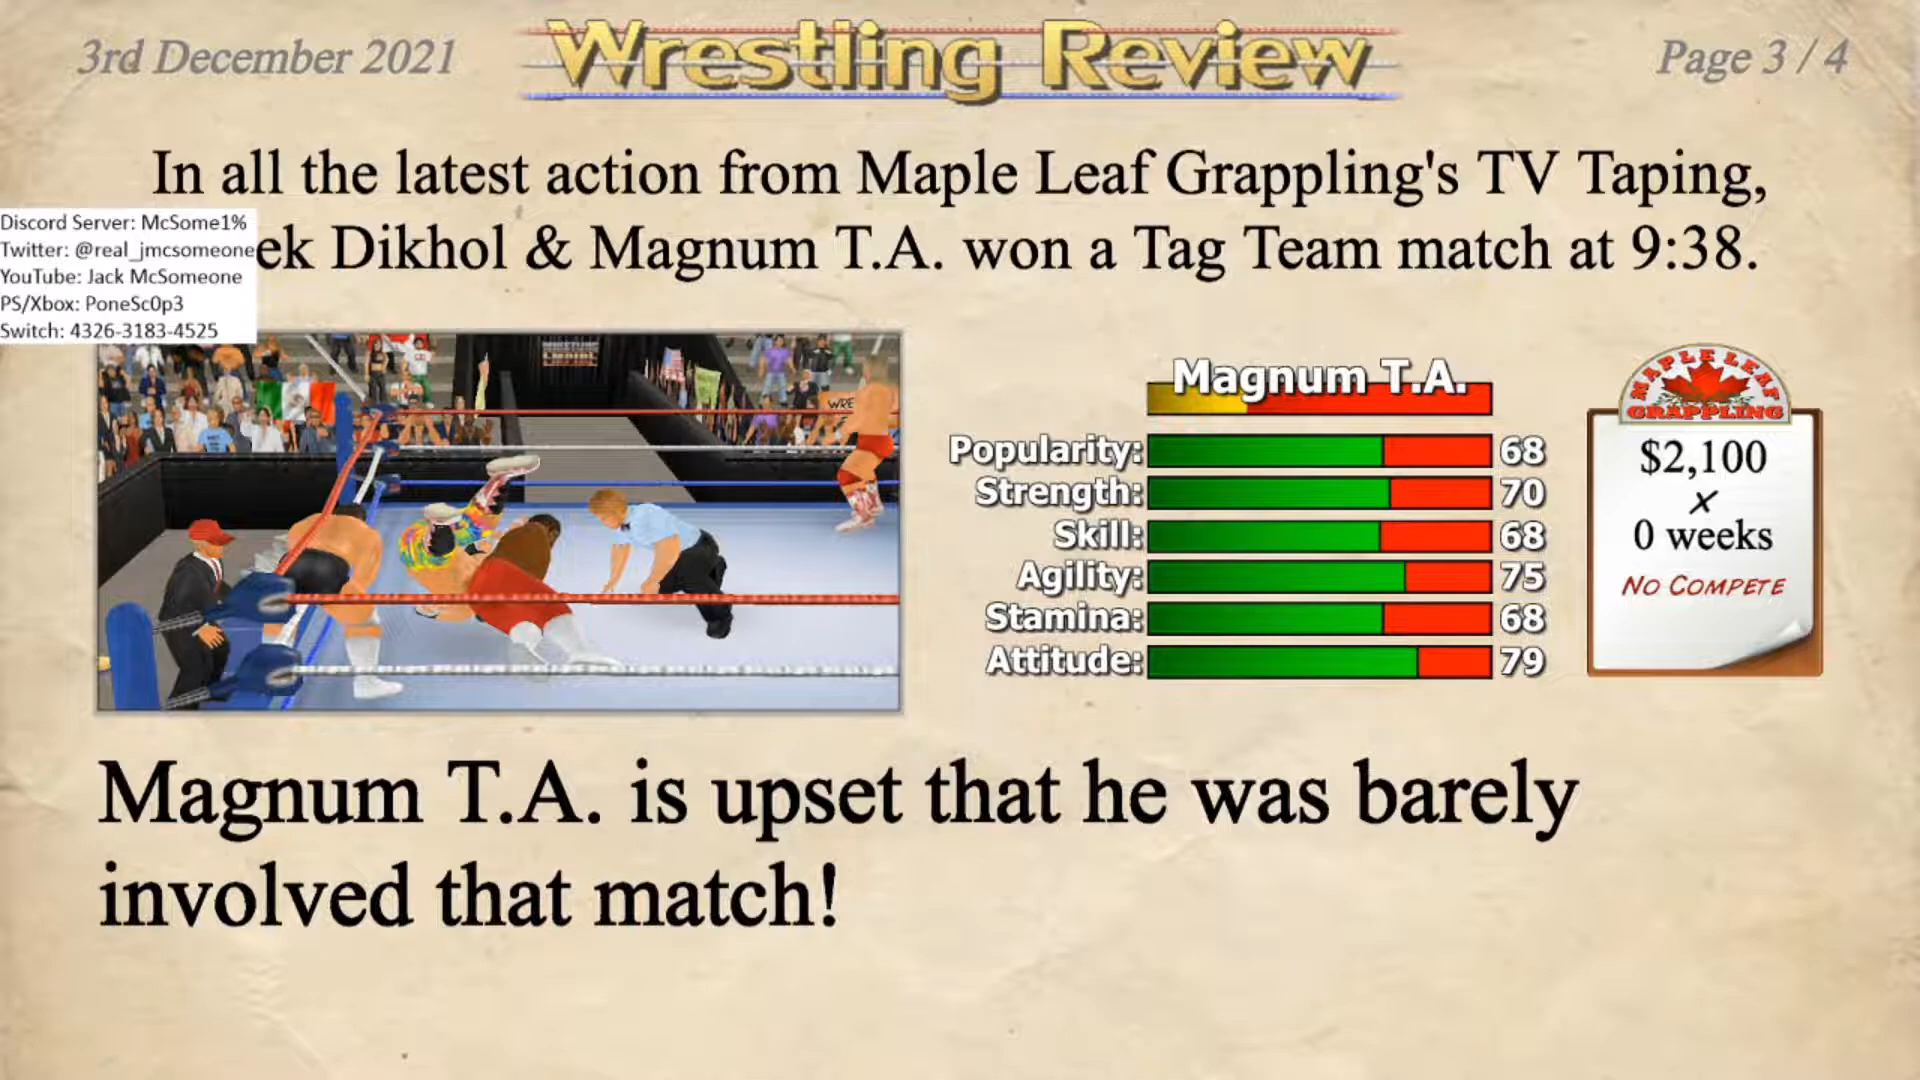 3rd December 2021
Wrestling Review
Page 3 / 4
In all the latest action from Maple Leaf Grappling's TV Taping,
ek Dikhol & Magnum T.A. won a Tag Team match at 9:38.
Discord Server: McSome1%
Twitter: @real_jmcsomeone
YouTube: Jack McSomeone
PS/Xbox: PoneSc0p3
Switch: 4326-3183-4525
WRE
Magnum T.A.
Popularity: 68
Strength: 70
Skill: 68
Agility: 75
Stamina: 68
Attitude: 79
MAPLE LEAF
GRAPPLING
$2,100
x
0 weeks
No Compete
Magnum T.A. is upset that he was barely
involved that match!